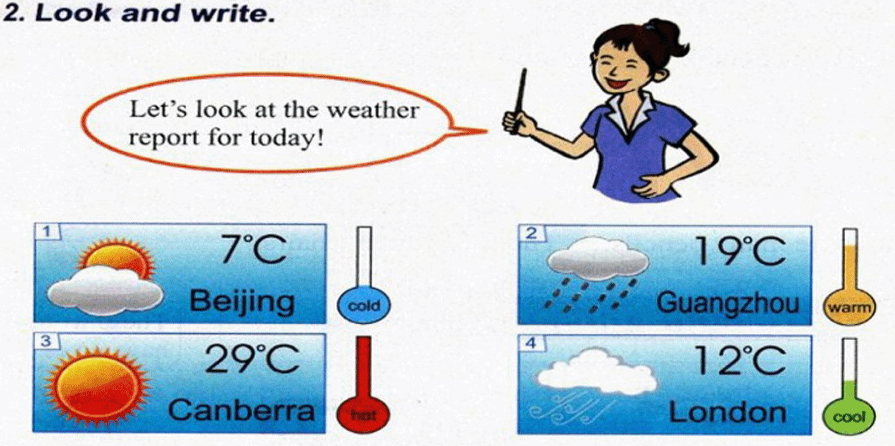 2. Look and write.
Let's look at the weather
report for today!
1
7°C
Beijing
cold
2
19°C
Guangzhou
warm
3
29°C
Canberra
hot
4
12°C
London
cool